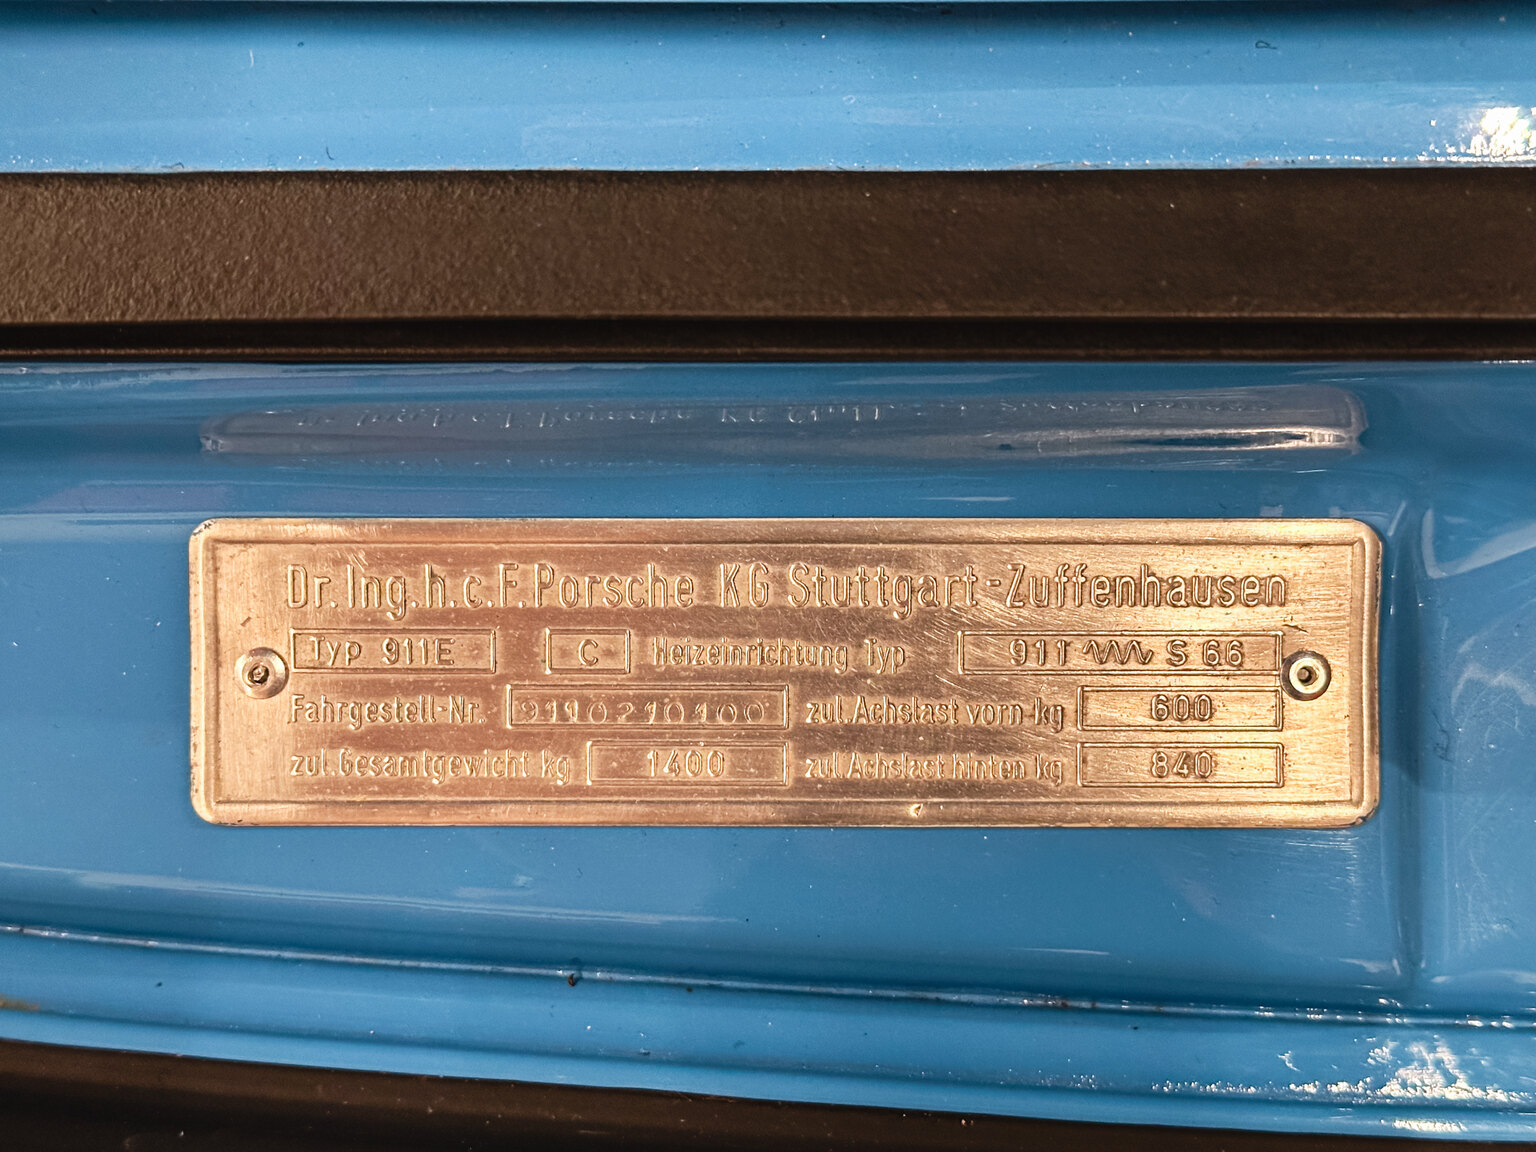 Dr. Ing. h. c. F. Porsche KG Stuttgart-Zuffenhausen
Typ 911E C Heizeinrichtung Typ 911 S 66
Fahrgestell-Nr. 9110210100 zul. Achslast vorn kg 600
zul. Gesamtgewicht kg 1400 zul. Achslast hinten kg 840